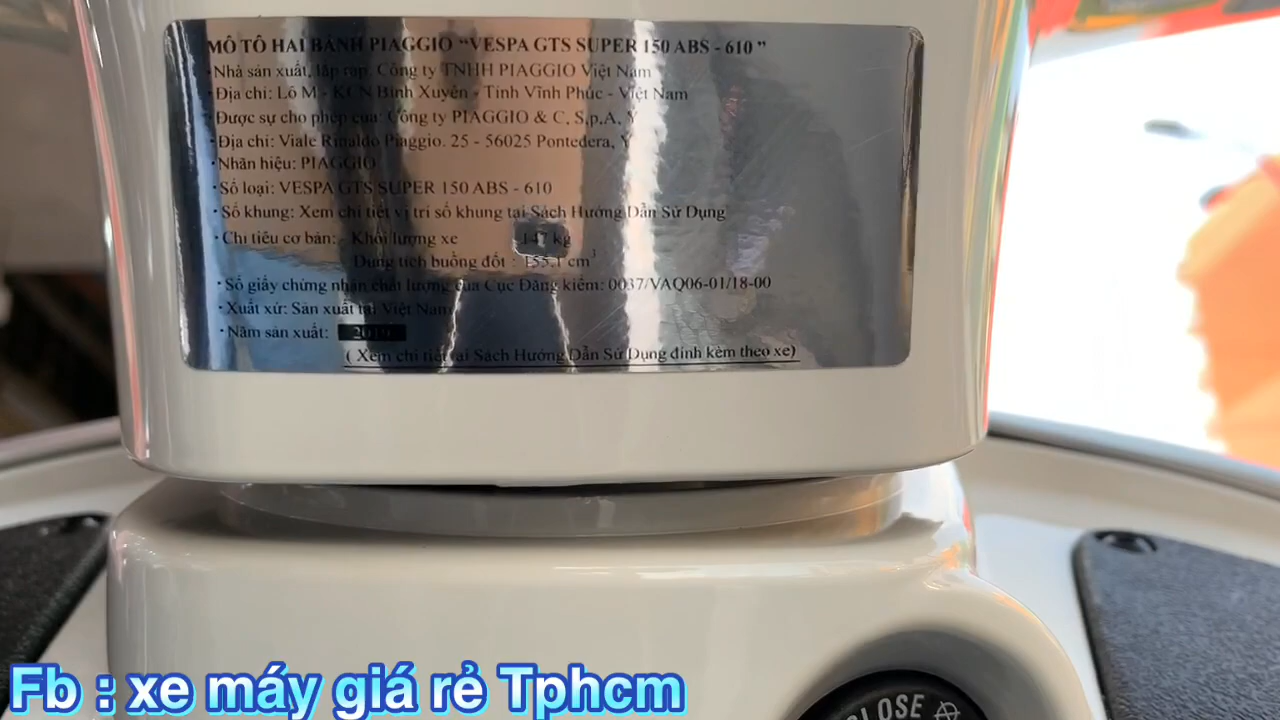 MÔ TÔ HAI BÁNH PIAGGIO “VESPA GTS SUPER 150 ABS - 610 ”
· Nhà sản xuất, lắp ráp: Công ty TNHH PIAGGIO Việt Nam
· Địa chỉ: Lô M - KCN Bình Xuyên - Tỉnh Vĩnh Phúc - Việt Nam
· Được sự cho phép của: Công ty PIAGGIO & C. S.p.A, Ý
· Địa chỉ: Viale Rinaldo Piaggio. 25 - 56025 Pontedera, Ý
· Nhãn hiệu: PIAGGIO
· Số loại: VESPA GTS SUPER 150 ABS - 610
· Số khung: Xem chi tiết vị trí số khung tại Sách Hướng Dẫn Sử Dụng
· Chỉ tiêu cơ bản: Khối lượng xe : 147 kg
Dung tích buồng đốt : 155.1 cm³
· Số giấy chứng nhận chất lượng của Cục Đăng kiểm: 0037/VAQ06-01/18-00
· Xuất xứ: Sản xuất tại Việt Nam
· Năm sản xuất: 2019
( Xem chi tiết tại Sách Hướng Dẫn Sử Dụng đính kèm theo xe)
CLOSE
Fb : xe máy giá rẻ Tphcm